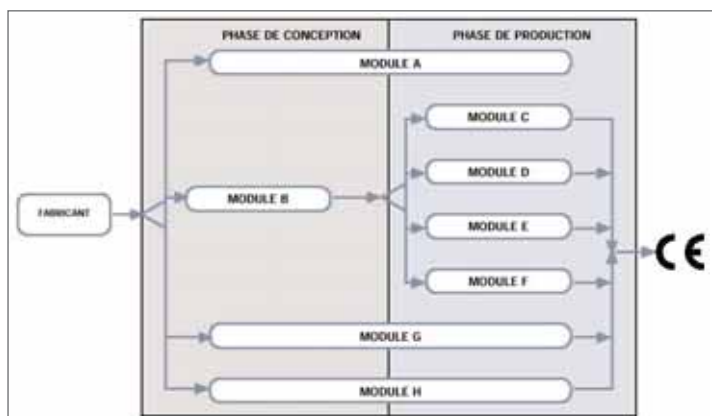 PHASE DE CONCEPTION
PHASE DE PRODUCTION
MODULE A
MODULE C
MODULE D
MODULE B
FABRICANT
MODULE E
CE
MODULE F
MODULE G
MODULE H